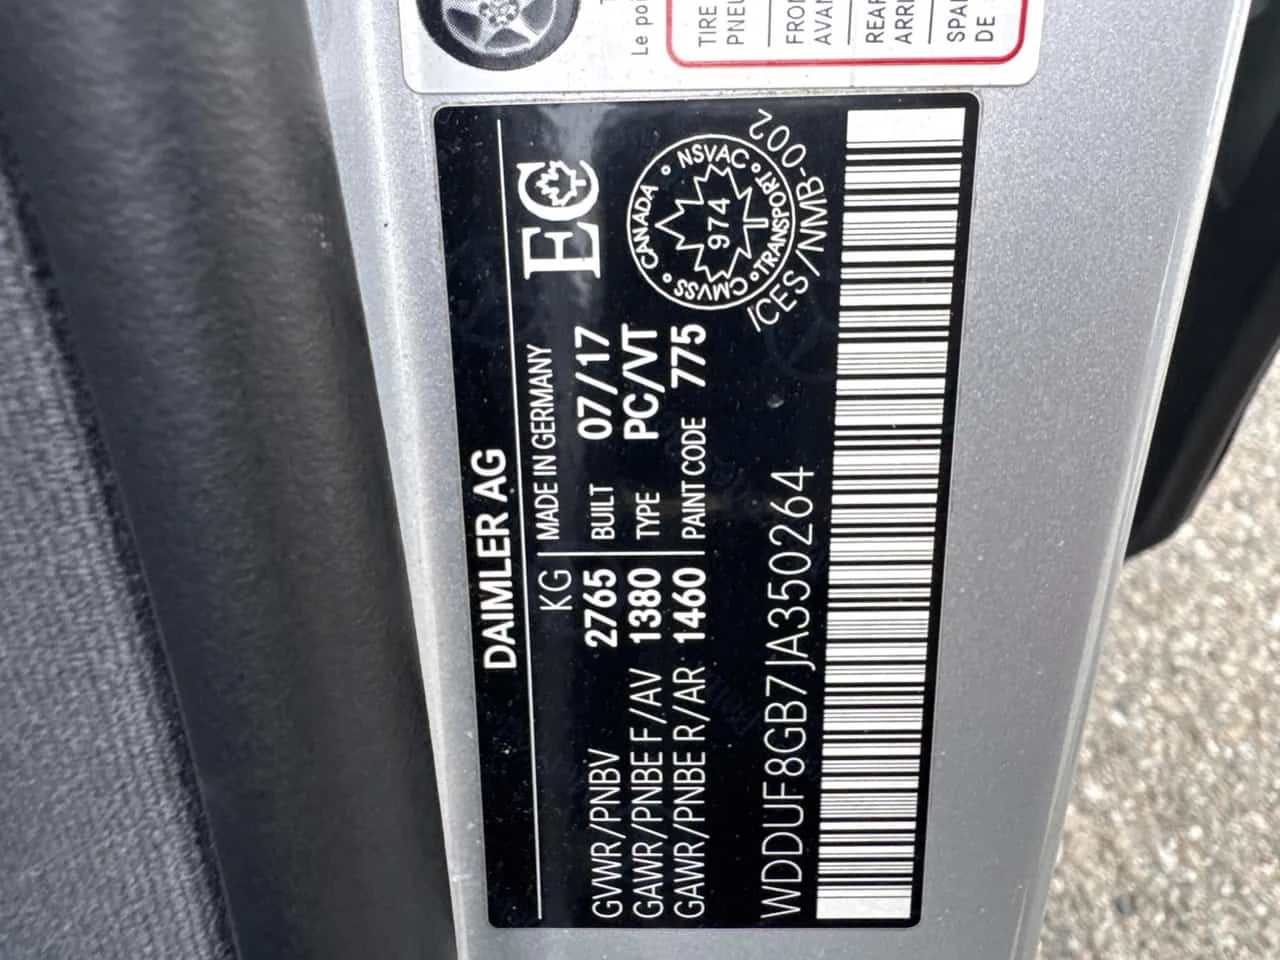 Le
TIRE
PNEU
FRO
AVAN
REAR
ARRI
SPAR
DE
DAIMLER AG
KG
GVWR/PNBV 2765
GAWR/PNBE F/AV 1380
GAWR/PNBE R/AR 1460
MADE IN GERMANY
BUILT 07/17
TYPE PC/VT
PAINT CODE 775
EC
CANADA
NSVAC
TRANSPORT
CMVSS
974
ICES/NMB-002
WDDUF8GB7JA350264